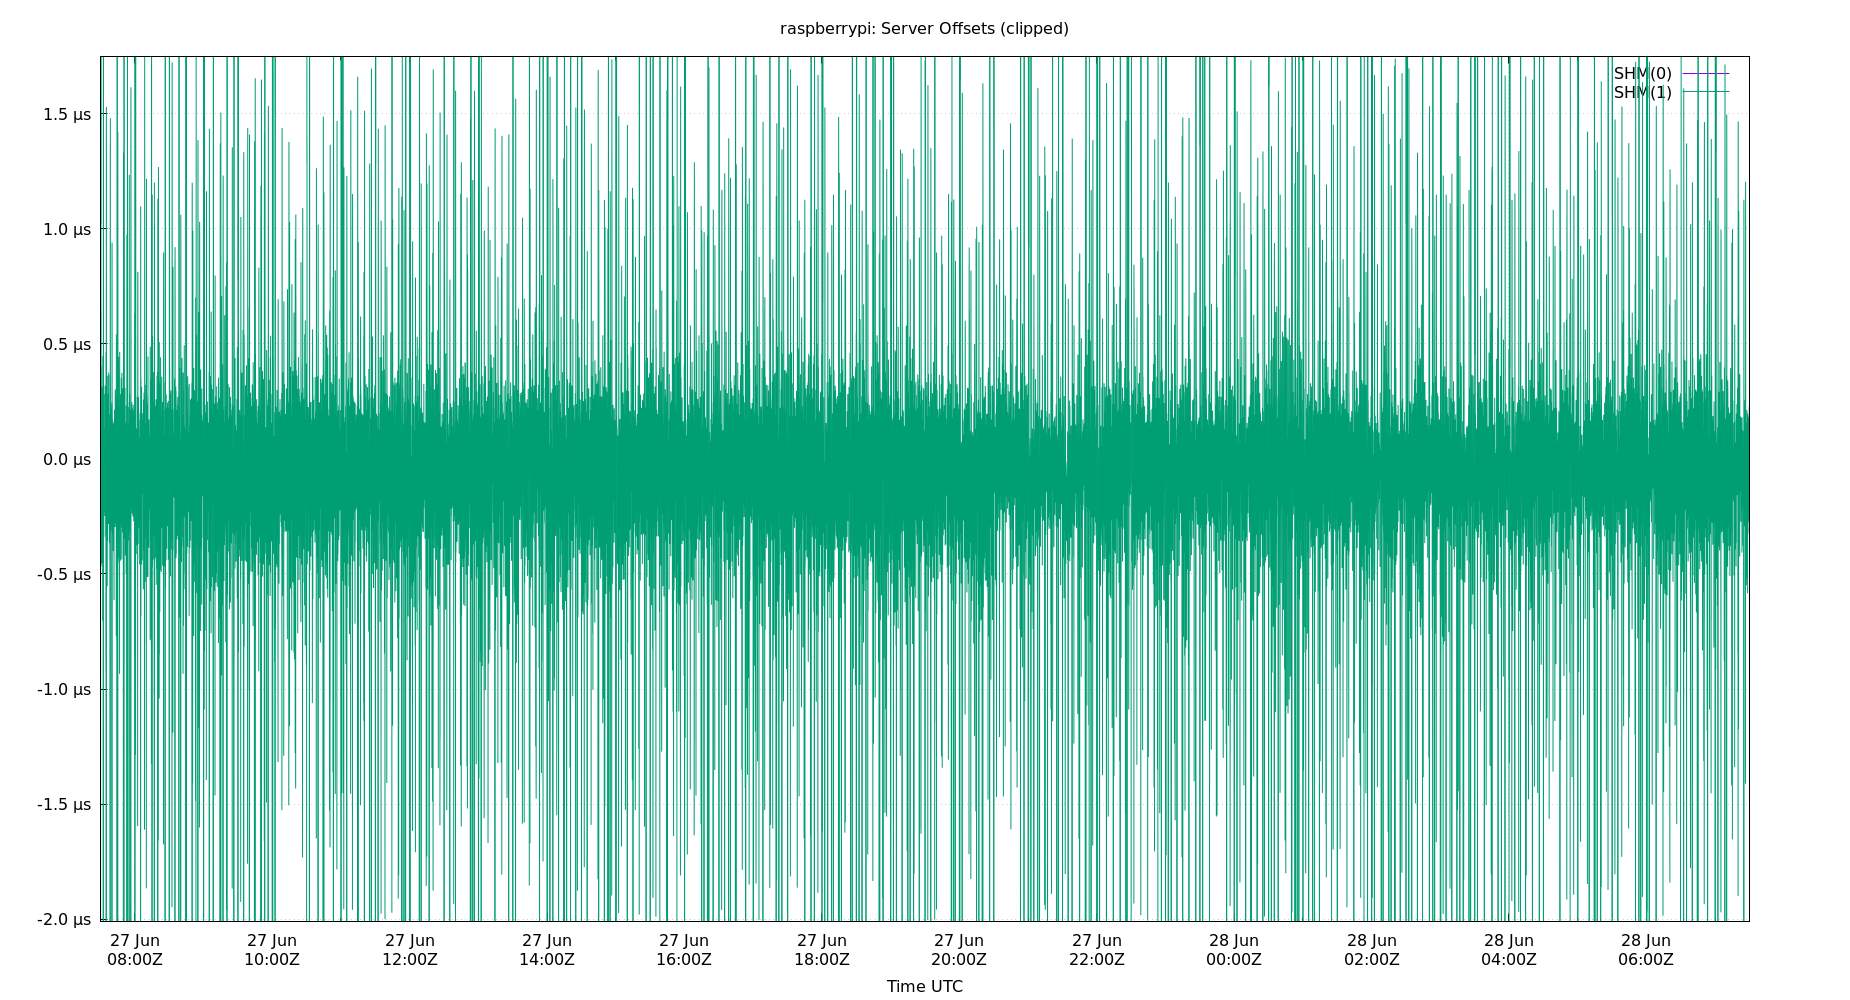 raspberrypi: Server Offsets (clipped)
SHM(0)
SHM(1)
1.5 µs
1.0 µs
0.5 µs
0.0 µs
-0.5 µs
-1.0 µs
-1.5 µs
-2.0 µs
27 Jun 27 Jun 27 Jun 27 Jun 27 Jun 27 Jun 27 Jun 27 Jun 28 Jun 28 Jun 28 Jun 28 Jun
08:00Z 10:00Z 12:00Z 14:00Z 16:00Z 18:00Z 20:00Z 22:00Z 00:00Z 02:00Z 04:00Z 06:00Z
Time UTC